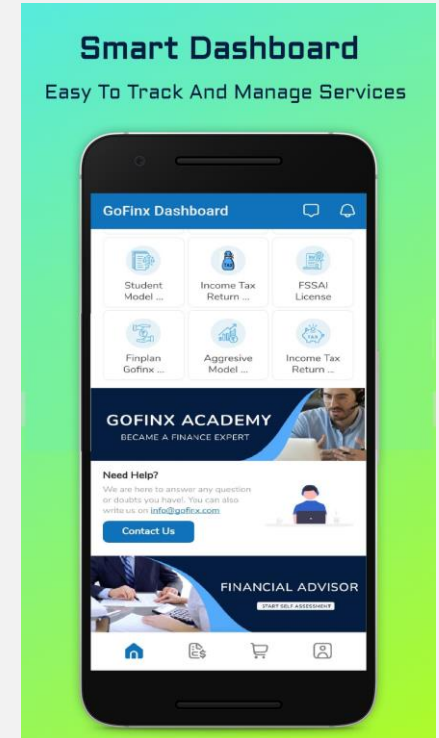 Smart Dashboard
Easy To Track And Manage Services
GoFinx Dashboard
Student
Model ...
Income Tax
Return ...
FSSAI
License
Finplan
Gofinx ...
Aggresive
Model ...
Income Tax
Return ...
GOFINX ACADEMY
BECAME A FINANCE EXPERT
Need Help?
We are here to answer any question
or doubts you have!. You can also
write us on info@gofinx.com
Contact Us
FINANCIAL ADVISOR
START SELF ASSESSMENT